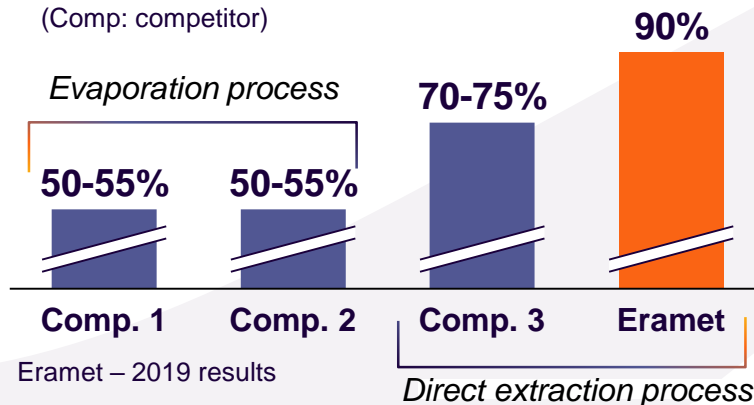 (Comp: competitor)
90%
Evaporation process
70-75%
50-55% 50-55%
Comp. 1 Comp. 2 Comp. 3 Eramet
Eramet – 2019 results
Direct extraction process